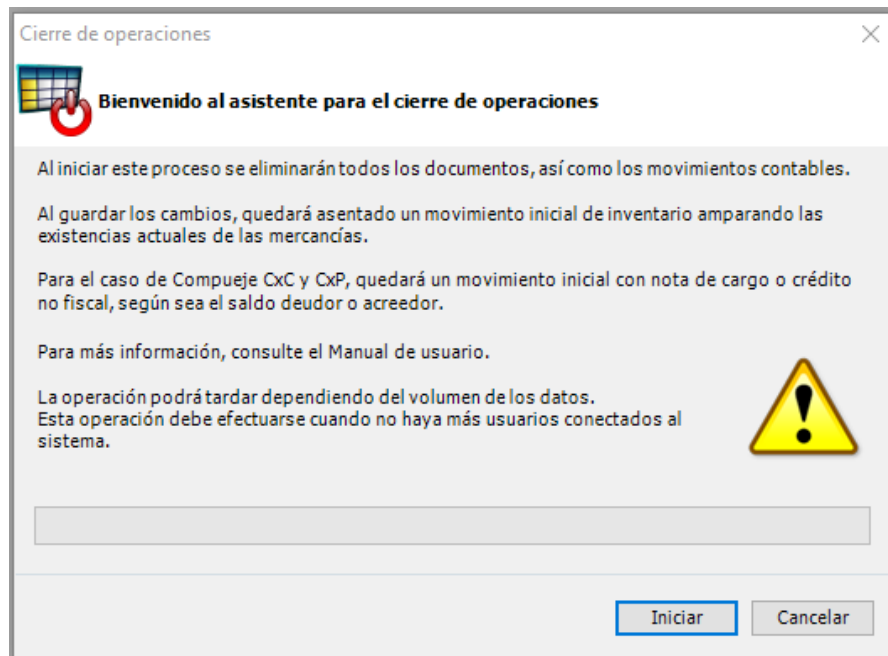 Cierre de operaciones
Bienvenido al asistente para el cierre de operaciones
Al iniciar este proceso se eliminarán todos los documentos, así como los movimientos contables.
Al guardar los cambios, quedará asentado un movimiento inicial de inventario amparando las
existencias actuales de las mercancías.
Para el caso de Compueje CxC y CxP, quedará un movimiento inicial con nota de cargo o crédito
no fiscal, según sea el saldo deudor o acreedor.
Para más información, consulte el Manual de usuario.
La operación podrá tardar dependiendo del volumen de los datos.
Esta operación debe efectuarse cuando no haya más usuarios conectados al
sistema.
Iniciar
Cancelar